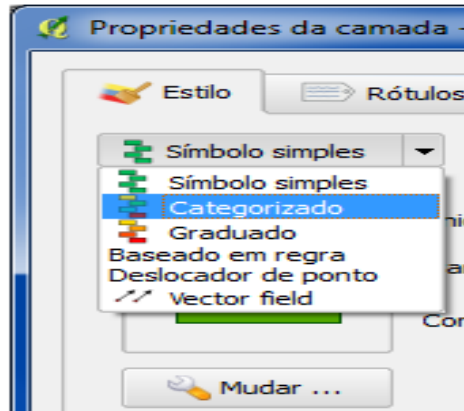 Propriedades da camada -
Estilo
Rótulos
Símbolo simples
Símbolo simples
Categorizado
Graduado
Baseado em regra
Deslocador de ponto
Vector field
Cor
Mudar ...